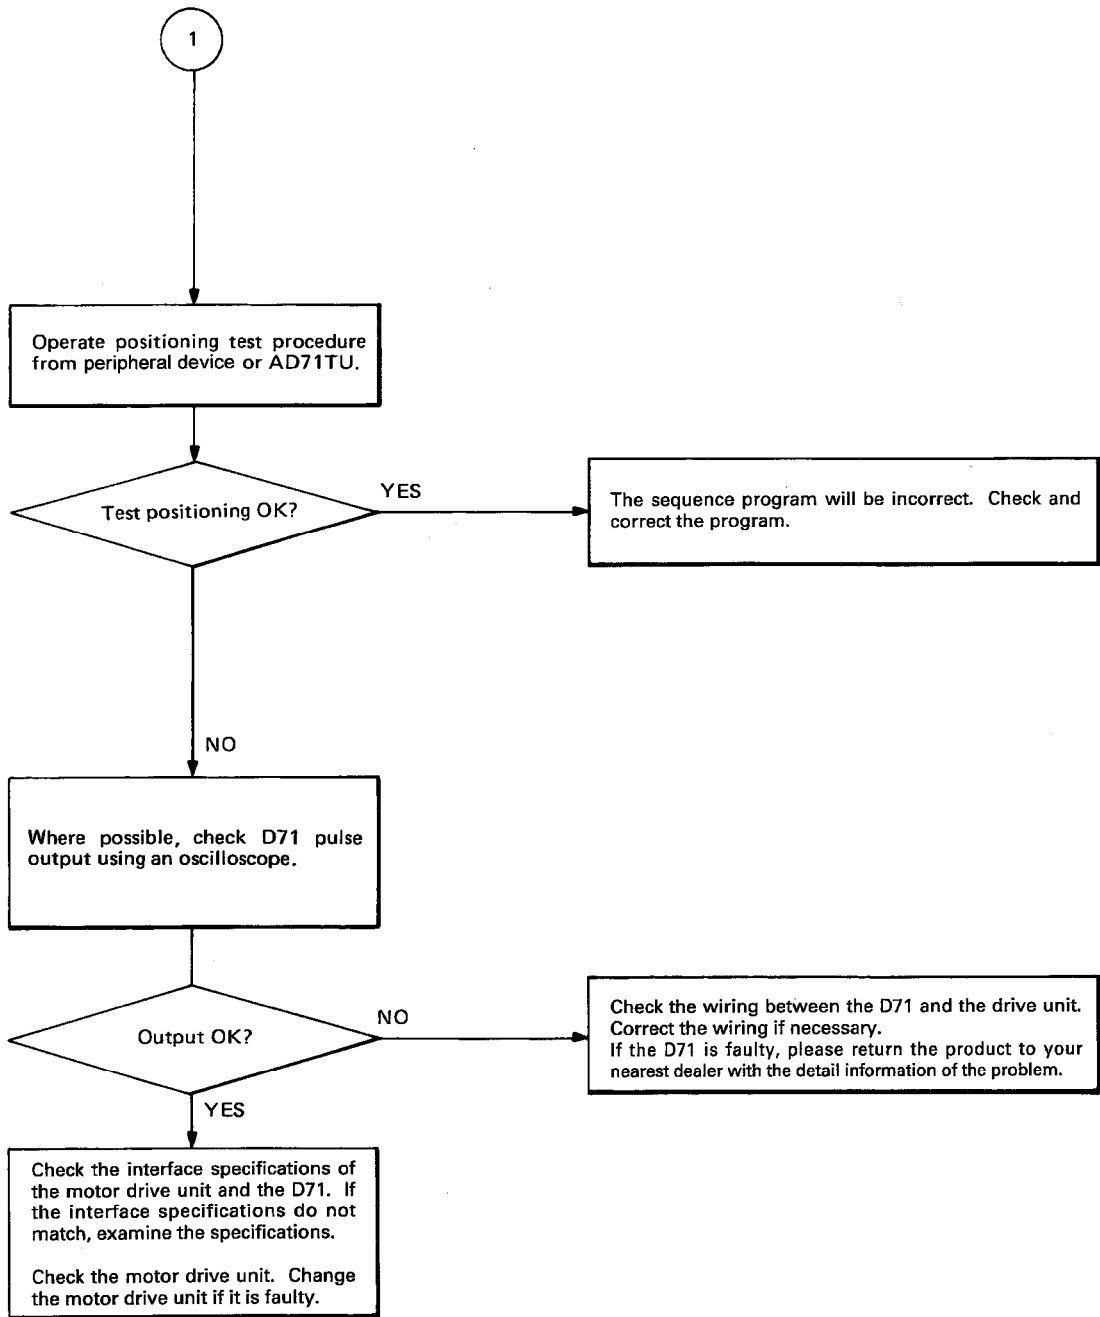 1
Operate positioning test procedure
from peripheral device or AD71TU.
Test positioning OK?
YES
The sequence program will be incorrect. Check and
correct the program.
NO
Where possible, check D71 pulse
output using an oscilloscope.
Output OK?
NO
Check the wiring between the D71 and the drive unit.
Correct the wiring if necessary.
If the D71 is faulty, please return the product to your
nearest dealer with the detail information of the problem.
YES
Check the interface specifications of
the motor drive unit and the D71. If
the interface specifications do not
match, examine the specifications.
Check the motor drive unit. Change
the motor drive unit if it is faulty.